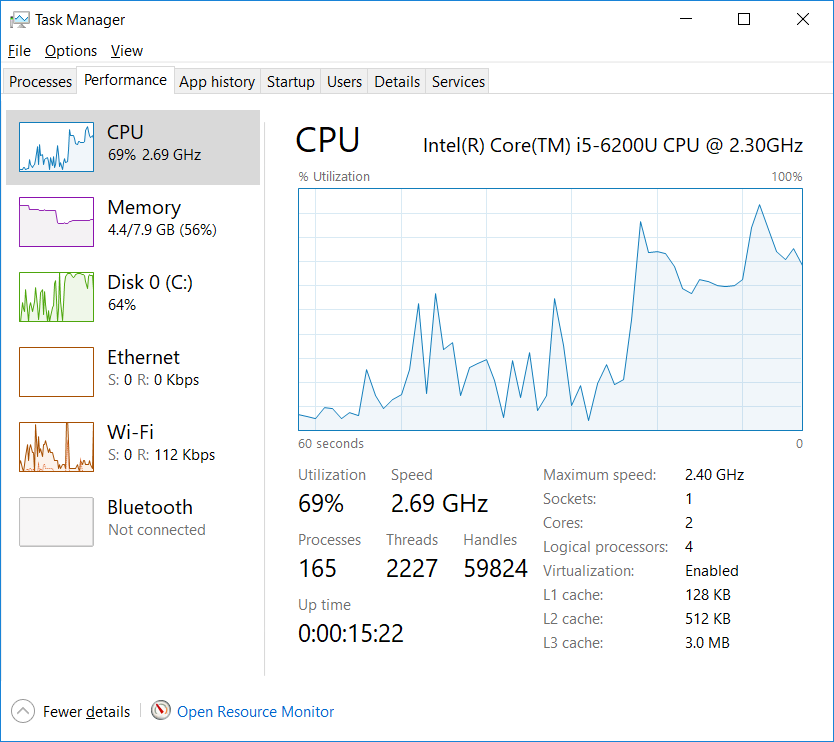 Task Manager
File Options View
Processes Performance App history Startup Users Details Services
CPU
69% 2.69 GHz
Memory
4.4/7.9 GB (56%)
Disk 0 (C:)
64%
Ethernet
S: 0 R: 0 Kbps
Wi-Fi
S: 0 R: 112 Kbps
Bluetooth
Not connected
CPU Intel(R) Core(TM) i5-6200U CPU @ 2.30GHz
% Utilization 100%
60 seconds 0
Utilization Speed
69% 2.69 GHz
Processes Threads Handles
165 2227 59824
Up time
0:00:15:22
Maximum speed: 2.40 GHz
Sockets: 1
Cores: 2
Logical processors: 4
Virtualization: Enabled
L1 cache: 128 KB
L2 cache: 512 KB
L3 cache: 3.0 MB
Fewer details Open Resource Monitor